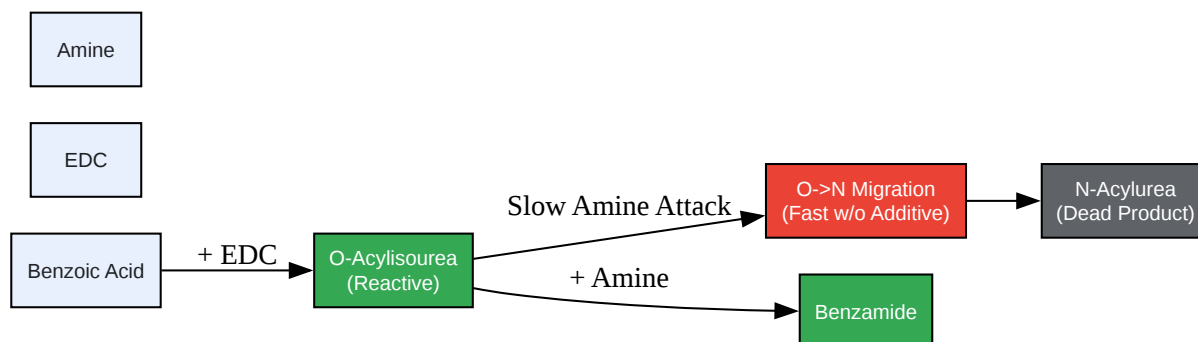 Amine
EDC
Benzoic Acid
+ EDC
O-Acylisourea
(Reactive)
Slow Amine Attack
+ Amine
O->N Migration
(Fast w/o Additive)
N-Acylurea
(Dead Product)
Benzamide